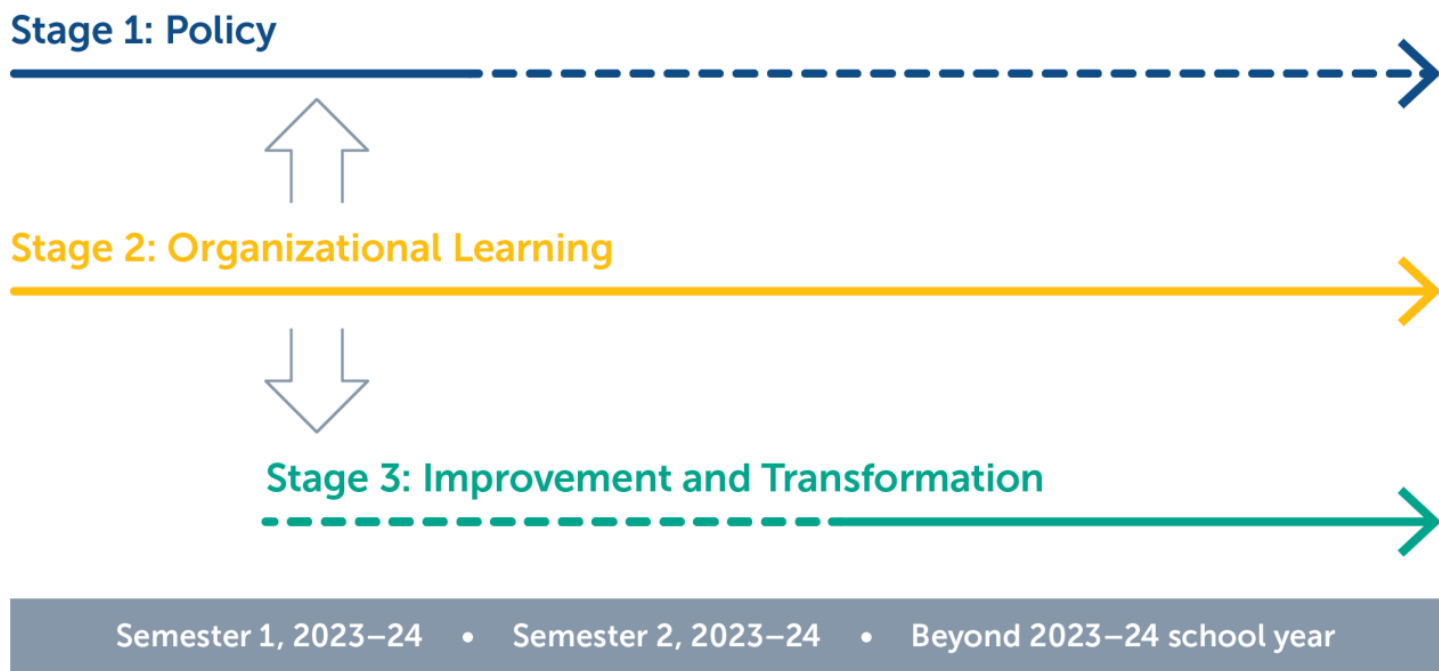 Stage 1: Policy
Stage 2: Organizational Learning
Stage 3: Improvement and Transformation
Semester 1, 2023–24 • Semester 2, 2023–24 • Beyond 2023–24 school year